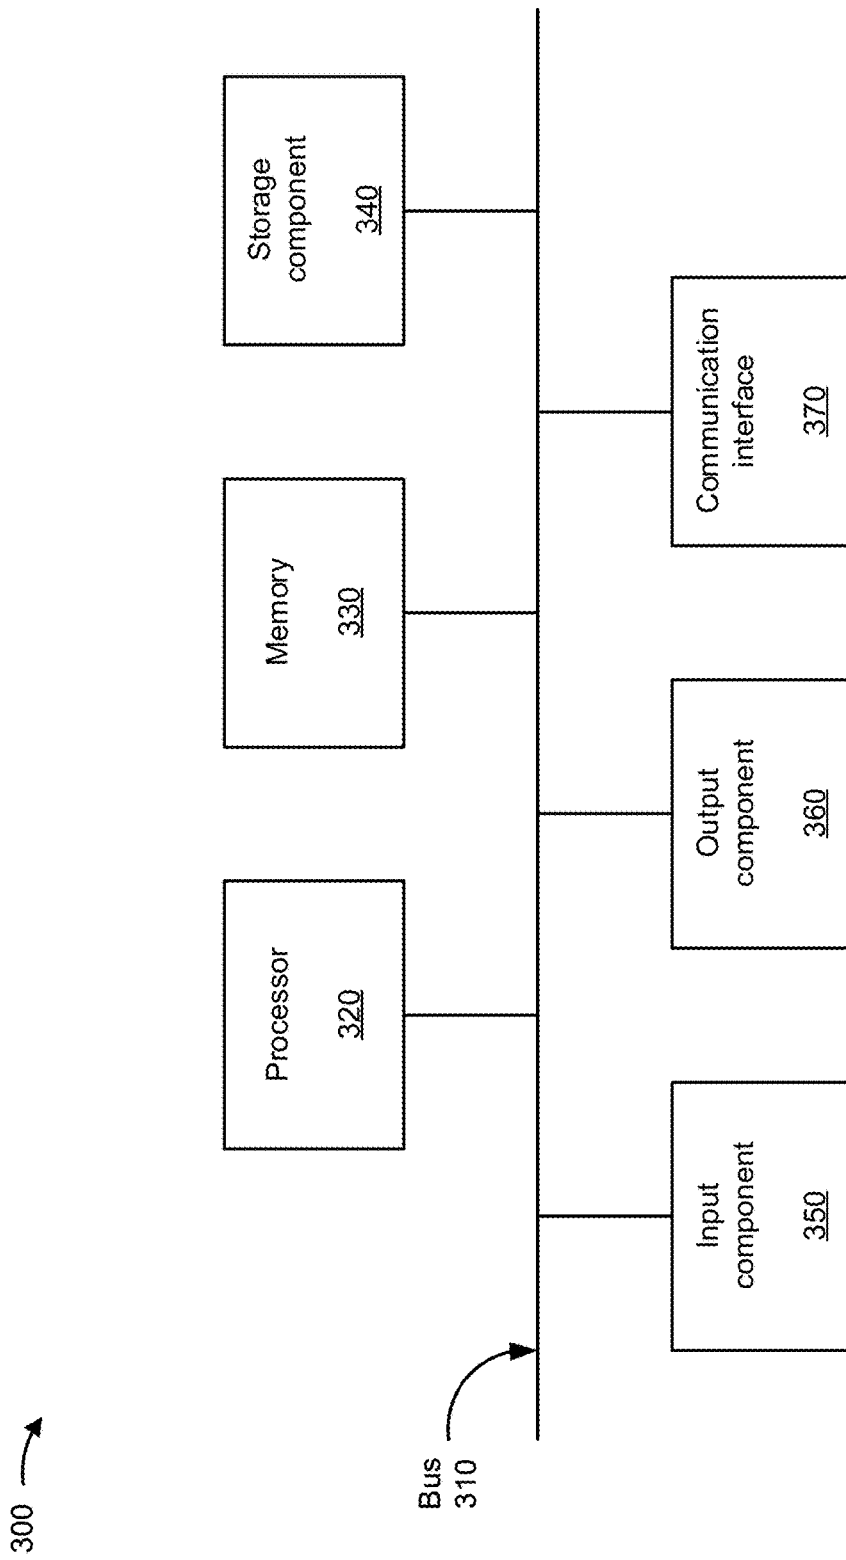 300
Processor
320
Memory
330
Storage
component
340
Bus
310
Input
component
350
Output
component
360
Communication
interface
370